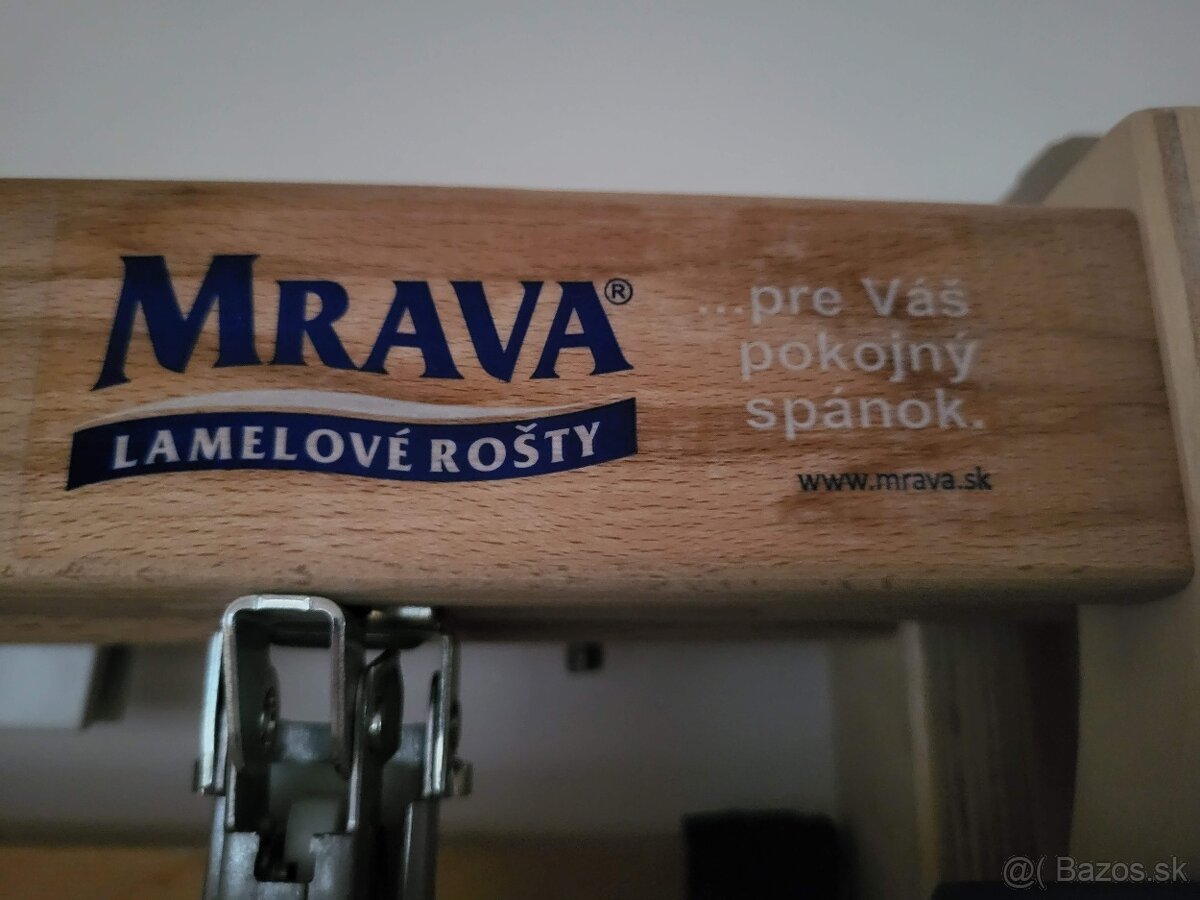 MRAVA®
LAMELOVÉ ROŠTY
...pre Váš
pokojný
spánok.
www.mrava.sk
@( Bazos.sk